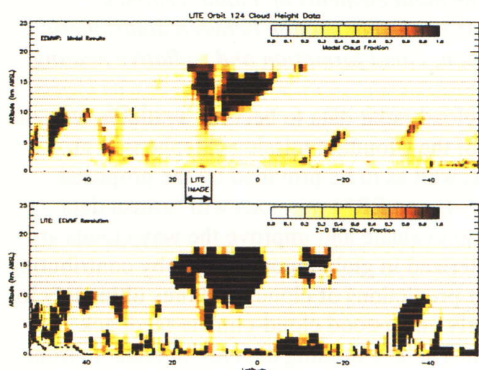 LITE Orbit 124 Cloud Height Data
ECMWF: Model Results
0.0 0.1 0.2 0.3 0.4 0.5 0.6 0.7 0.8 0.9 1.0
Model Cloud Fraction
Altitude (km AMSL)
25
20
15
10
5
0
40 20 0 -20 -40
LITE
IMAGE
LITE: ECMWF Resolution
0.0 0.1 0.2 0.3 0.4 0.5 0.6 0.7 0.8 0.9 1.0
2-D Slice Cloud Fraction
Altitude (km AMSL)
25
20
15
10
5
0
40 20 0 -20 -40
Latitude